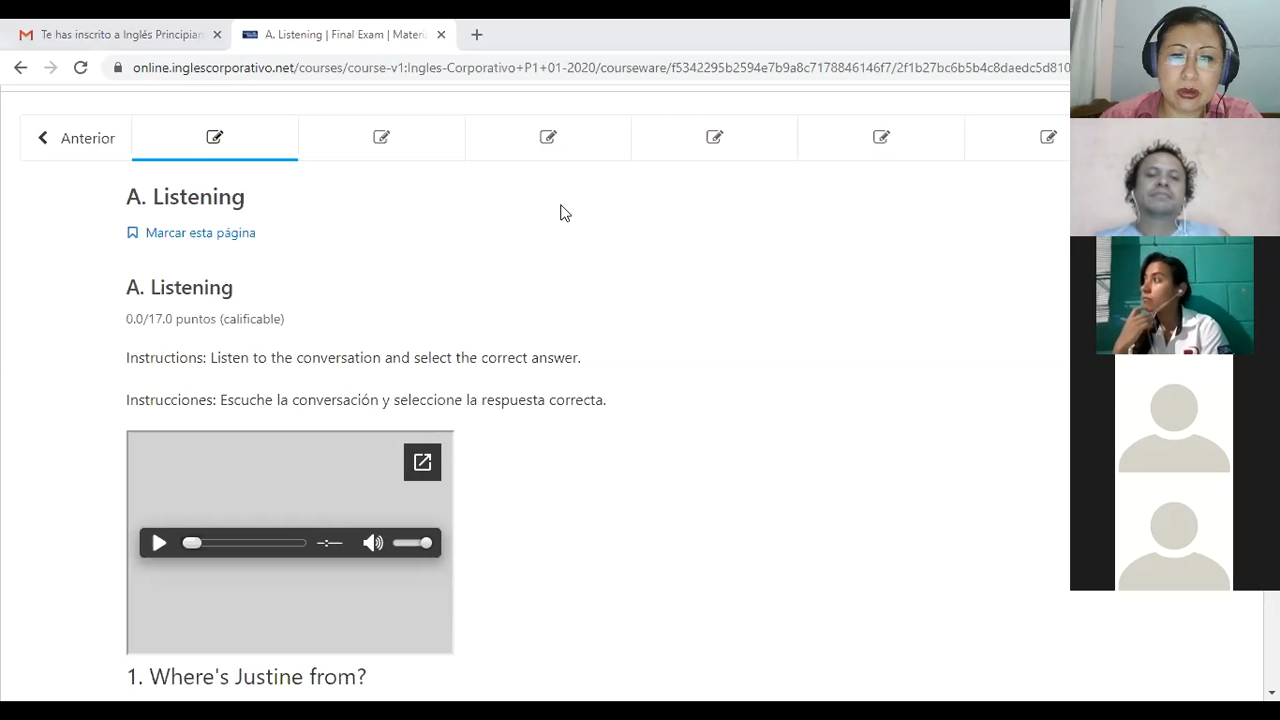 Te has inscrito a Inglés Principian
A. Listening | Final Exam | Materi
online.inglescorporativo.net/courses/course-v1:Ingles-Corporativo+P1+01-2020/courseware/f5342295b2594e7b9a8c7178846146f7/2f1b27bc6b5b4c8daedc5d810
Anterior
A. Listening
Marcar esta página
A. Listening
0.0/17.0 puntos (calificable)
Instructions: Listen to the conversation and select the correct answer.
Instrucciones: Escuche la conversación y seleccione la respuesta correcta.
-:--
1. Where's Justine from?